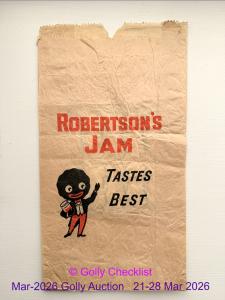 ROBERTSON'S
JAM
TASTES
BEST
© Golly Checklist
Mar-2026 Golly Auction 21-28 Mar 2026